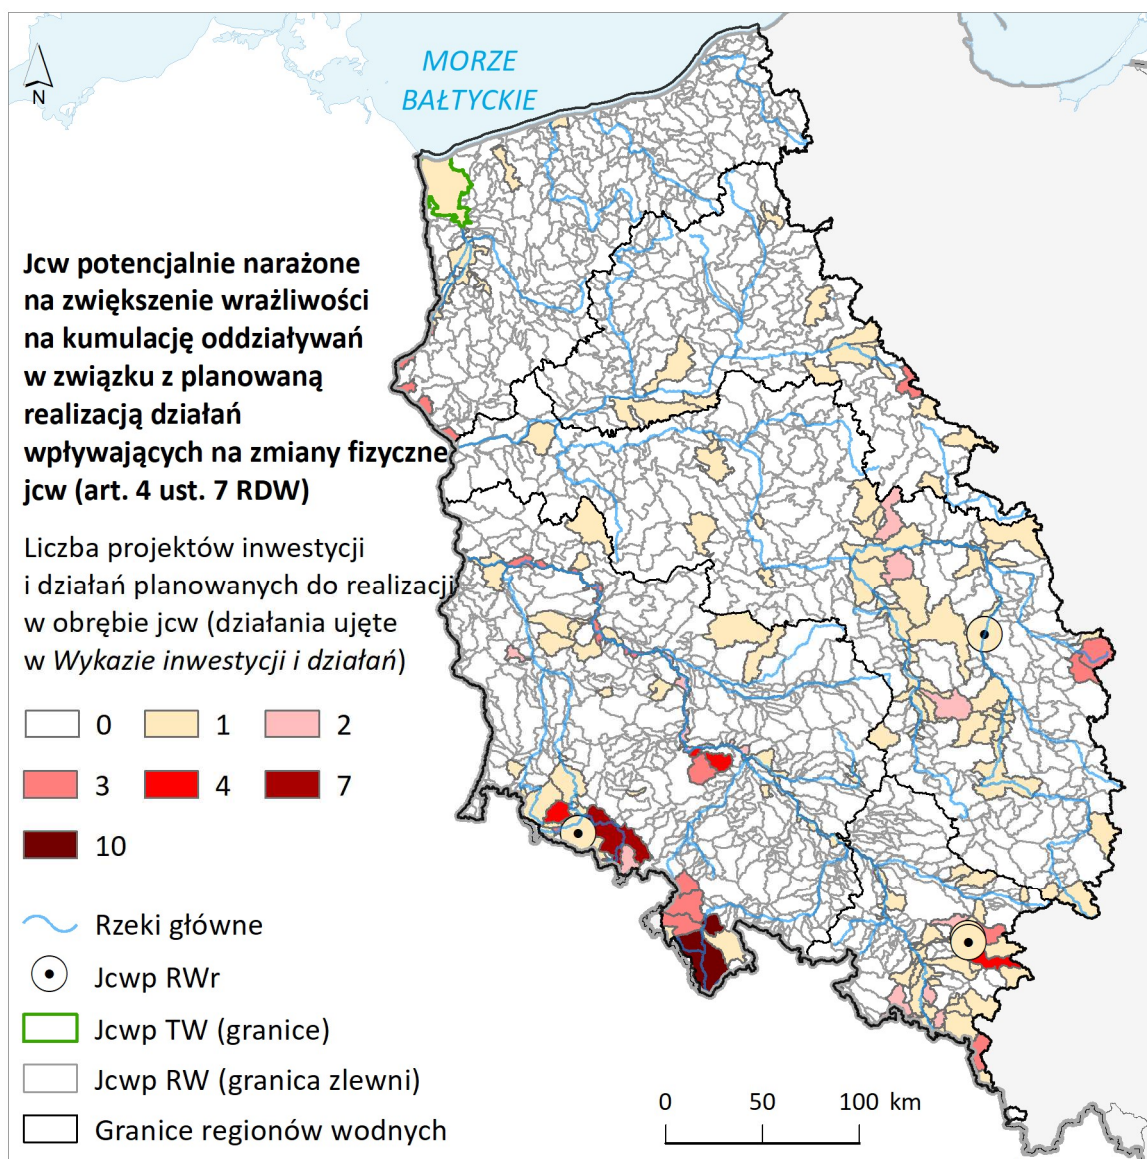 MORZE
BAŁTYCKIE
N
Jcw potencjalnie narażone
na zwiększenie wrażliwości
na kumulację oddziaływań
w związku z planowaną
realizacją działań
wpływających na zmiany fizyczne
jcw (art. 4 ust. 7 RDW)
Liczba projektów inwestycji
i działań planowanych do realizacji
w obrębie jcw (działania ujęte
w Wykazie inwestycji i działań)
0 1 2
3 4 7
10
Rzeki główne
Jcwp RWr
Jcwp TW (granice)
Jcwp RW (granica zlewni)
Granice regionów wodnych
0 50 100 km